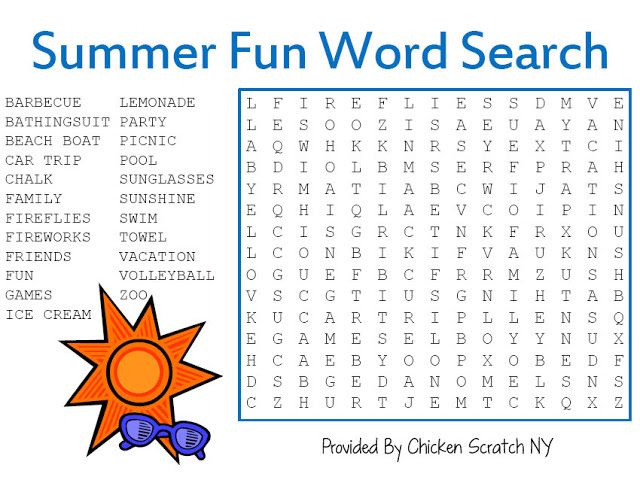 Summer Fun Word Search
BARBECUE LEMONADE
BATHINGSUIT PARTY
BEACH BOAT PICNIC
CAR TRIP POOL
CHALK SUNGLASSES
FAMILY SUNSHINE
FIREFLIES SWIM
FIREWORKS TOWEL
FRIENDS VACATION
FUN VOLLEYBALL
GAMES ZOO
ICE CREAM
L F I R E F L I E S S D M V E
L E S O O Z I S A E U A Y A N
A Q W H K K N R S Y E X T C I
B D I O L B M S E R F P R A H
Y R M A T I A B C W I J A T S
E Q H I Q L A E V C O I P I N
L C I S G R C T N K F R X O U
L C O N B I K I F V A U K N S
O G U E F B C F R R M Z U S H
V S C G T I U S G N I H T A B
K U C A R T R I P L L E N S Q
E G A M E S E L B O Y Y N U X
H C A E B Y O O P X O B E D F
D S B G E D A N O M E L S N S
C Z H U R T J E M T C K Q X Z
Provided By Chicken Scratch NY